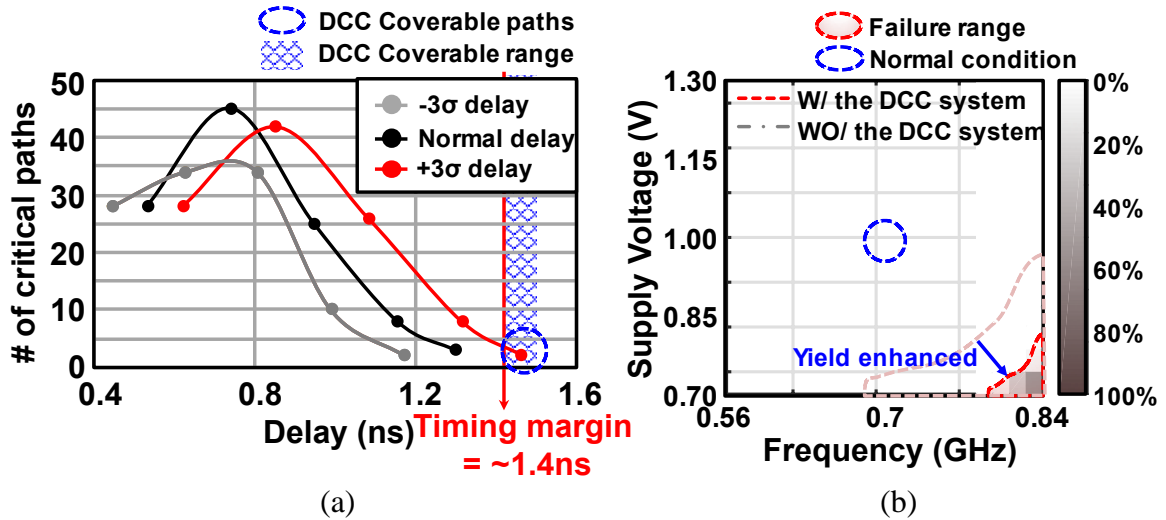 DCC Coverable paths
DCC Coverable range
50
40
30
20
10
0
# of critical paths
-3σ delay
Normal delay
+3σ delay
0.4
0.8
1.2
1.6
Delay (ns)
Timing margin
= ~1.4ns
(a)
Failure range
Normal condition
1.30
1.15
1.00
0.85
0.70
Supply Voltage (V)
W/ the DCC system
WO/ the DCC system
Yield enhanced
0.56
0.7
0.84
Frequency (GHz)
0%
20%
40%
60%
80%
100%
(b)